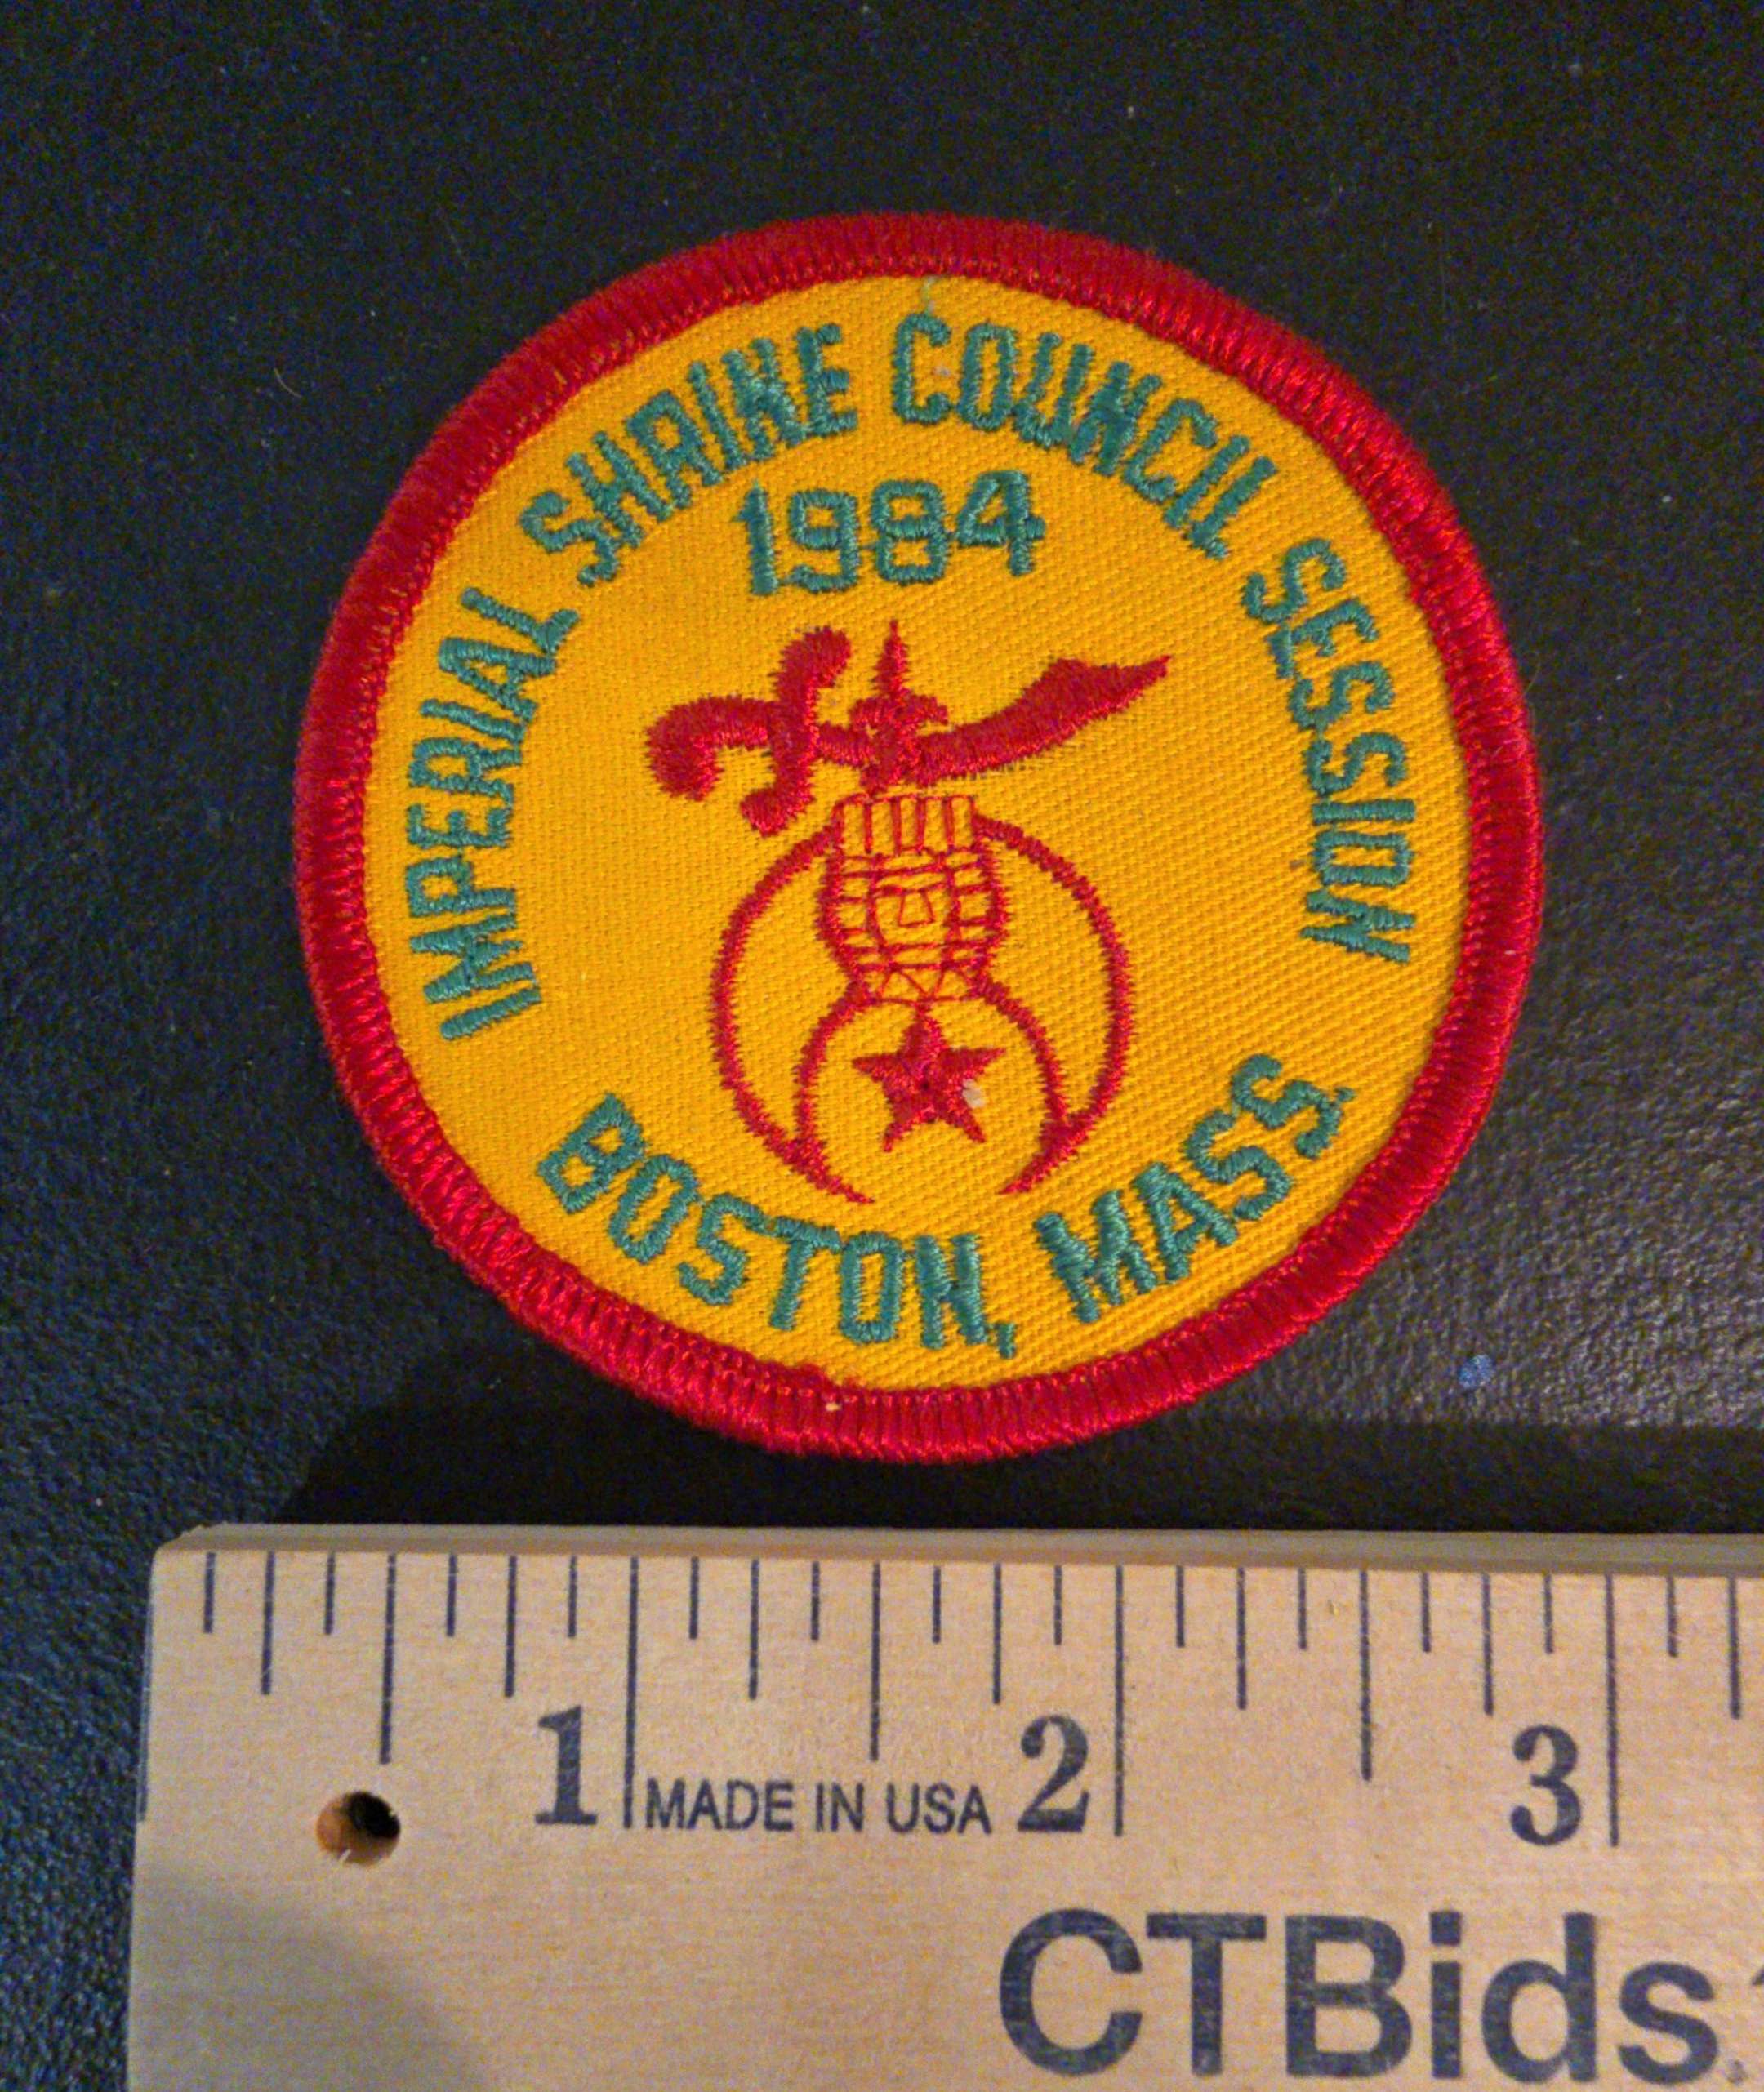 IMPERIAL SHRINE COUNCIL SESSION
1984
BOSTON, MASS.
1 MADE IN USA 2 3
CTBids.